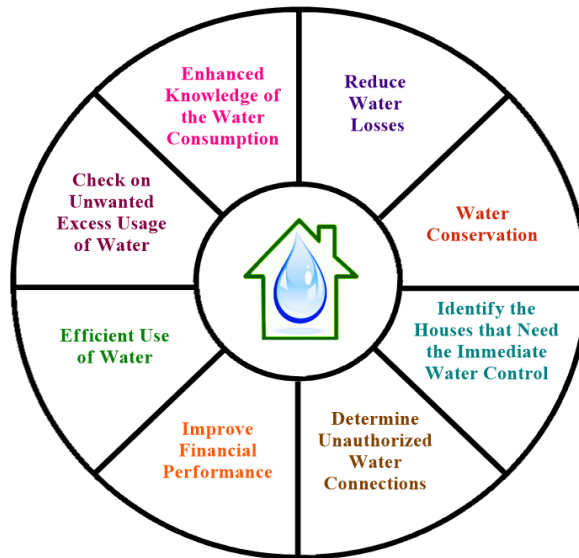 Enhanced
Knowledge of
the Water
Consumption
Reduce
Water
Losses
Check on
Unwanted
Excess Usage
of Water
Water
Conservation
Efficient Use
of Water
Identify the
Houses that Need
the Immediate
Water Control
Improve
Financial
Performance
Determine
Unauthorized
Water
Connections